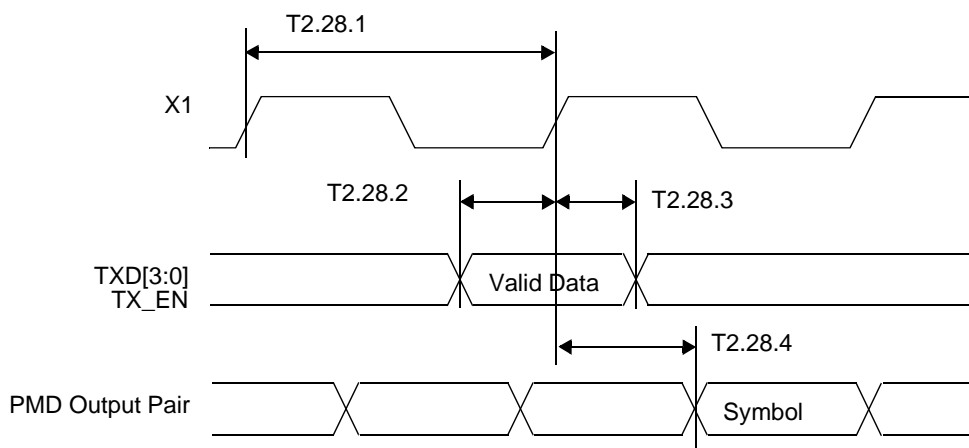 T2.28.1
X1
T2.28.2
T2.28.3
TXD[3:0]
TX_EN
Valid Data
T2.28.4
PMD Output Pair
Symbol